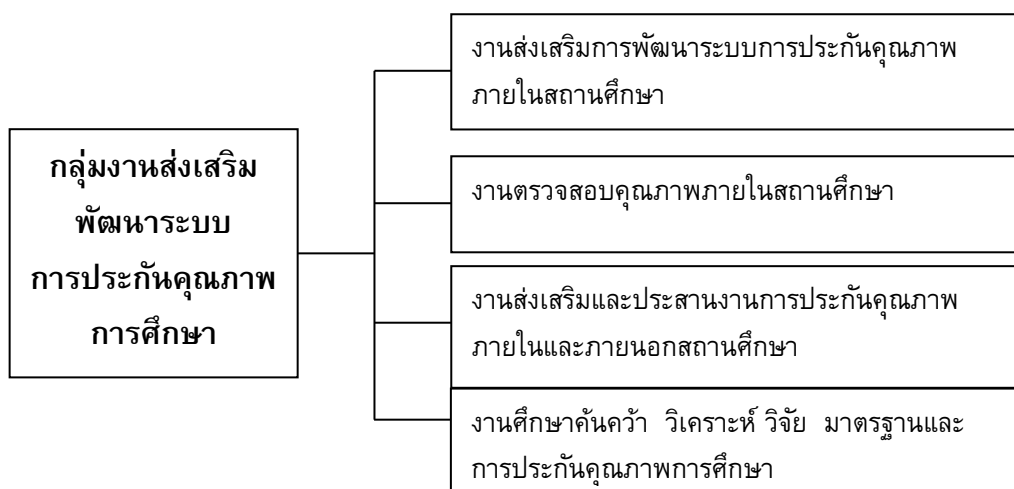 กลุ่มงานส่งเสริม
พัฒนาระบบ
การประกันคุณภาพ
การศึกษา
งานส่งเสริมการพัฒนาระบบการประกันคุณภาพ
ภายในสถานศึกษา
งานตรวจสอบคุณภาพภายในสถานศึกษา
งานส่งเสริมและประสานงานการประกันคุณภาพ
ภายในและภายนอกสถานศึกษา
งานศึกษาค้นคว้า วิเคราะห์ วิจัย มาตรฐานและ
การประกันคุณภาพการศึกษา